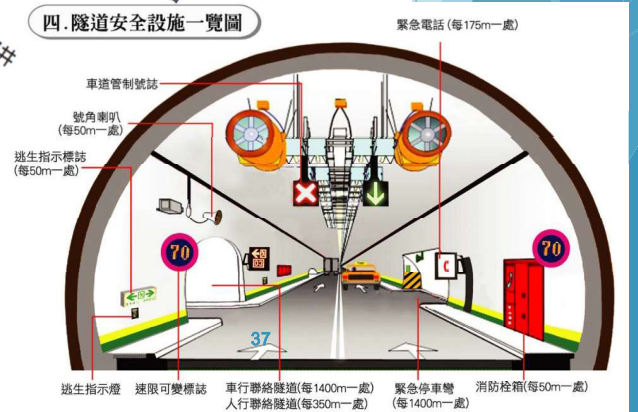 四.隧道安全設施一覽圖
緊急電話(每175m一處)
車道管制號誌
號角喇叭
(每50m一處)
逃生指示標誌
(每50m一處)
70
70
37
逃生指示燈
速限可變標誌
車行聯絡隧道(每1400m一處)
人行聯絡隧道(每350m一處)
緊急停車彎
(每1400m一處)
消防栓箱(每50m一處)